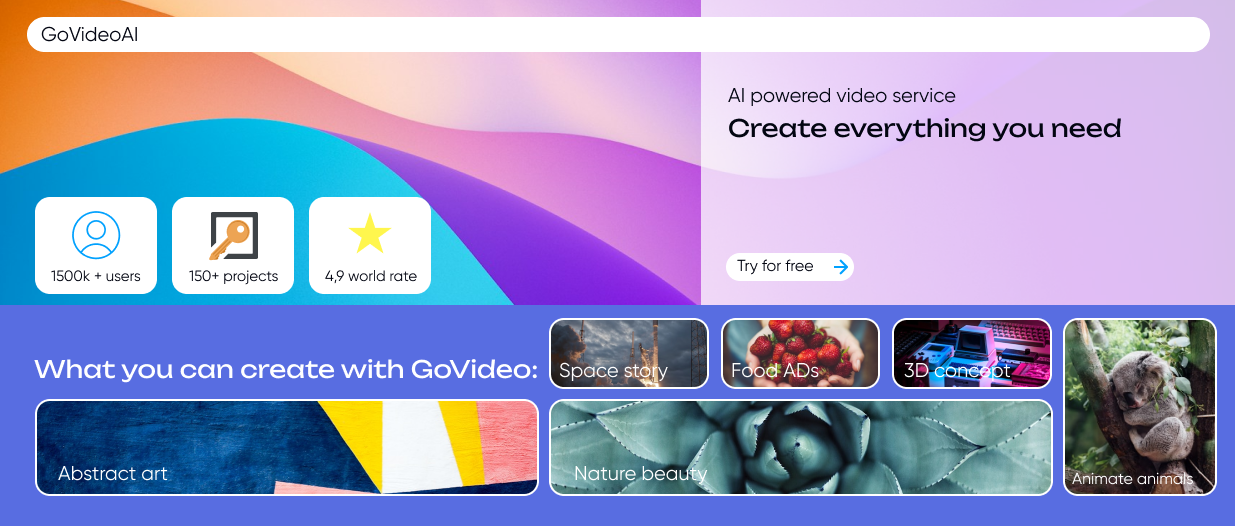 GoVideoAI
AI powered video service
Create everything you need
1500k + users
150+ projects
4,9 world rate
Try for free
What you can create with GoVideo:
Space story
Food ADs
3D concept
Animate animals
Abstract art
Nature beauty